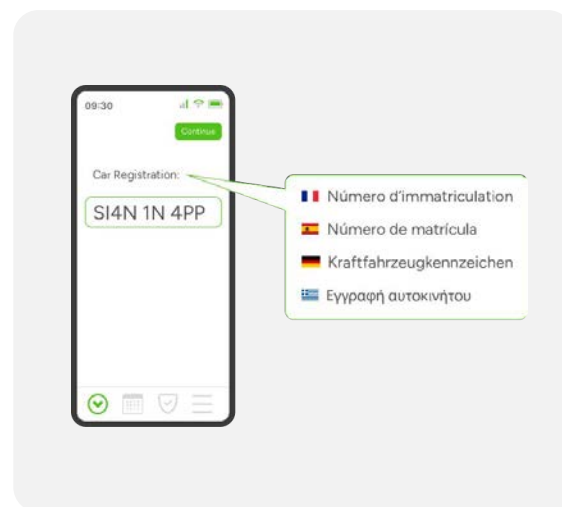 09:30
Continue
Car Registration:
SI4N 1N 4PP
Número d'immatriculation
Número de matrícula
Kraftfahrzeugkennzeichen
Εγγραφή αυτοκινήτου